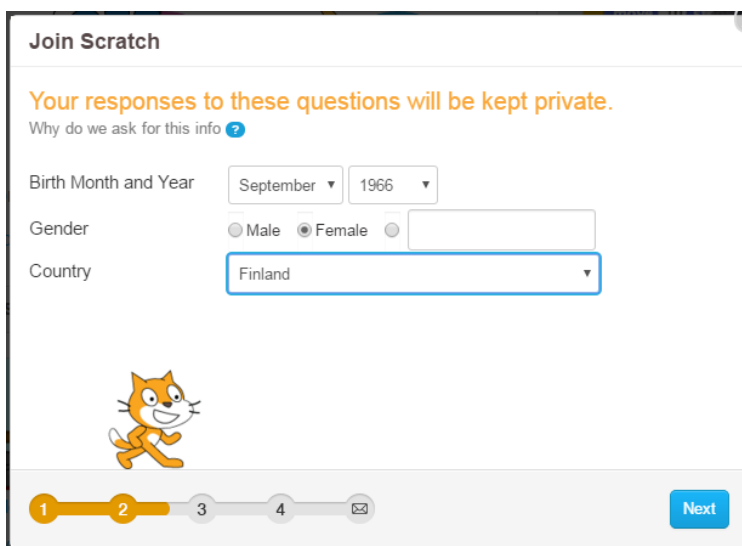 Join Scratch
Your responses to these questions will be kept private.
Why do we ask for this info ?
Birth Month and Year September 1966
Gender Male Female
Country Finland
1 2 3 4 Next